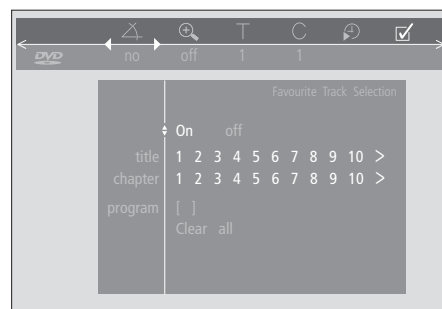 T C
DVD no off 1 1
Favourite Track Selection
On off
title 1 2 3 4 5 6 7 8 9 10 >
chapter 1 2 3 4 5 6 7 8 9 10 >
program [ ]
Clear all